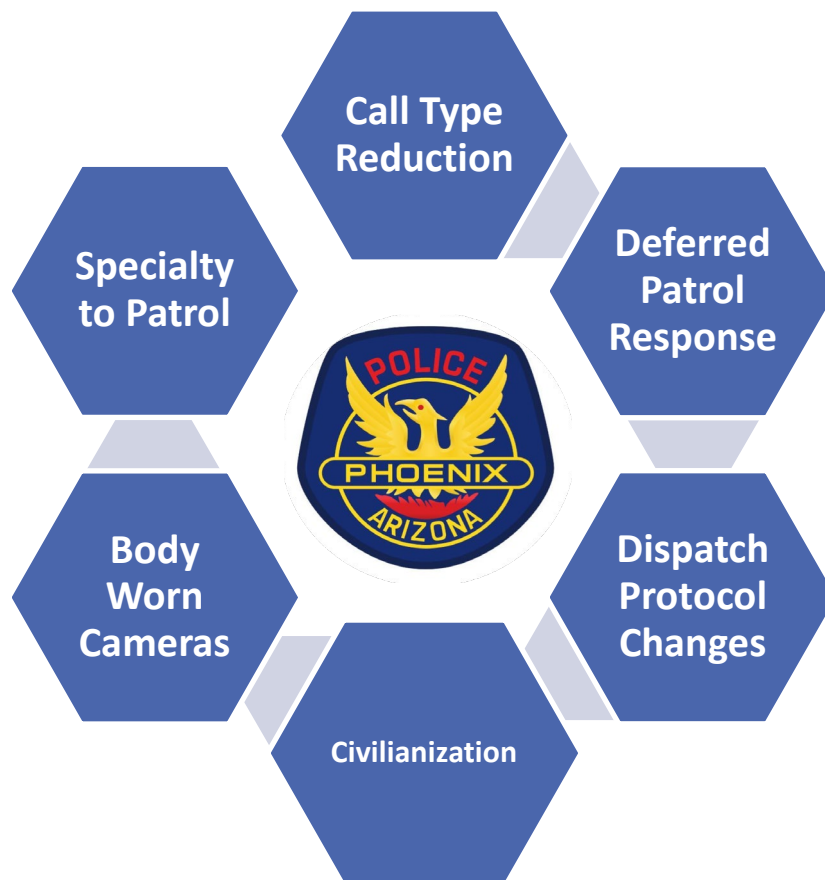 Call Type
Reduction
Deferred
Patrol
Response
Dispatch
Protocol
Changes
Civilianization
Body
Worn
Cameras
Specialty
to Patrol
POLICE
PHOENIX
ARIZONA